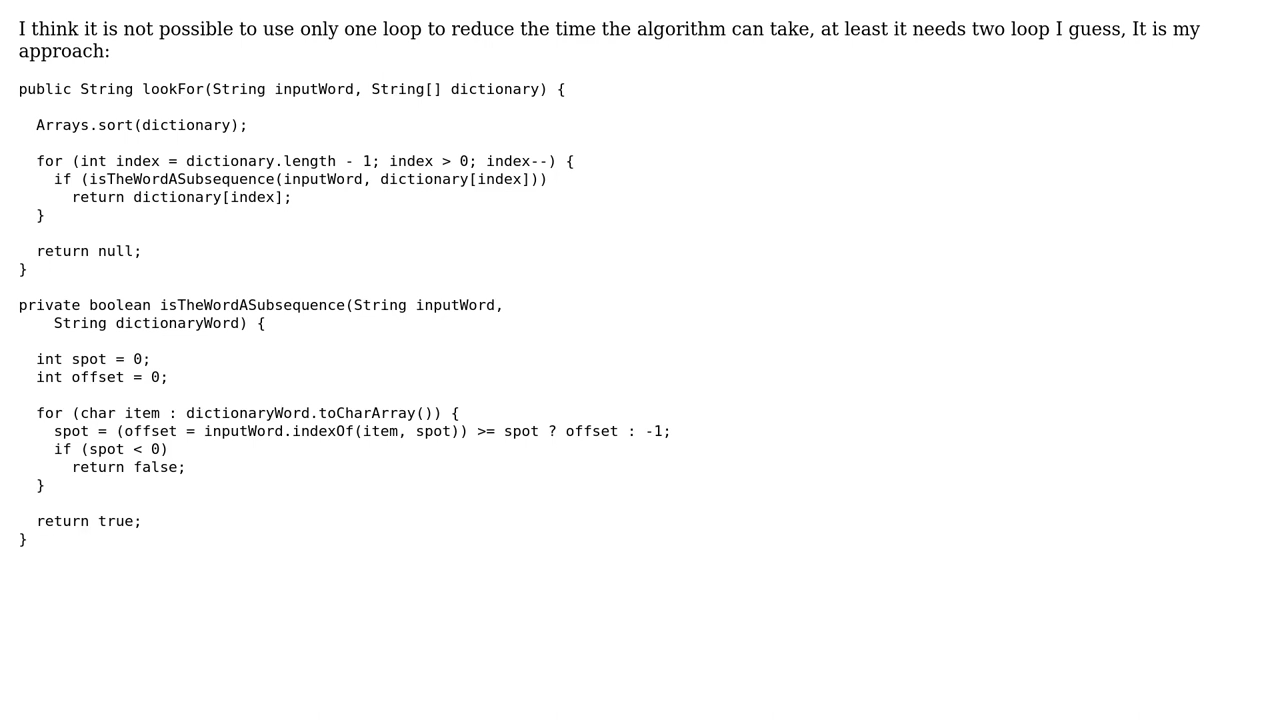 I think it is not possible to use only one loop to reduce the time the algorithm can take, at least it needs two loop I guess, It is my
approach:
public String lookFor(String inputWord, String[] dictionary) {
  Arrays.sort(dictionary);
  for (int index = dictionary.length - 1; index > 0; index--) {
    if (isTheWordASubsequence(inputWord, dictionary[index]))
      return dictionary[index];
  }
  return null;
}
private boolean isTheWordASubsequence(String inputWord,
    String dictionaryWord) {
  int spot = 0;
  int offset = 0;
  for (char item : dictionaryWord.toCharArray()) {
    spot = (offset = inputWord.indexOf(item, spot)) >= spot ? offset : -1;
    if (spot < 0)
      return false;
  }
  return true;
}